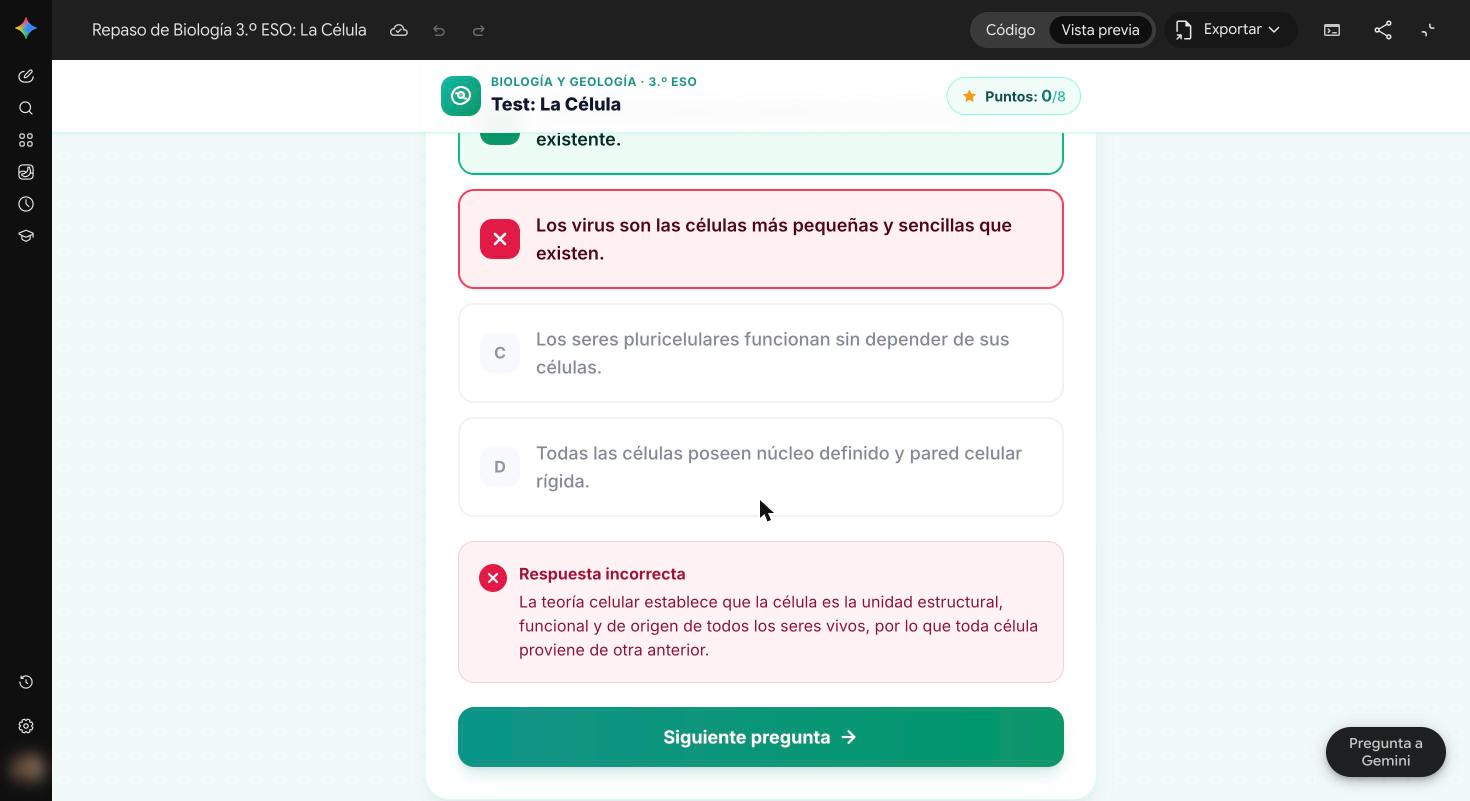 Repaso de Biología 3.º ESO: La Célula
Código
Vista previa
Exportar
BIOLOGÍA Y GEOLOGÍA · 3.º ESO
Test: La Célula
Puntos: 0/8
existente.
Los virus son las células más pequeñas y sencillas que
existen.
C
Los seres pluricelulares funcionan sin depender de sus
células.
D
Todas las células poseen núcleo definido y pared celular
rígida.
Respuesta incorrecta
La teoría celular establece que la célula es la unidad estructural,
funcional y de origen de todos los seres vivos, por lo que toda célula
proviene de otra anterior.
Siguiente pregunta →
Pregunta a
Gemini